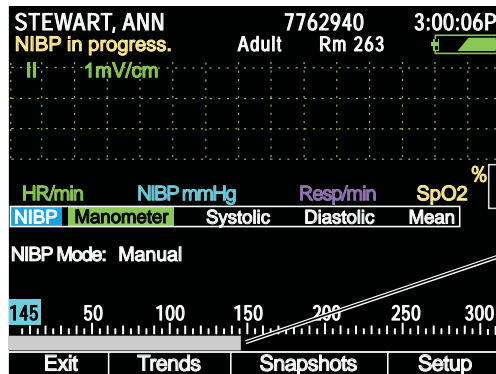 STEWART, ANN 7762940 3:00:06P
NIBP in progress. Adult Rm 263
II 1mV/cm
%
HR/min NIBP mmHg Resp/min SpO2
NIBP Manometer Systolic Diastolic Mean
NIBP Mode: Manual
145 50 100 150 200 250 300
Exit Trends Snapshots Setup